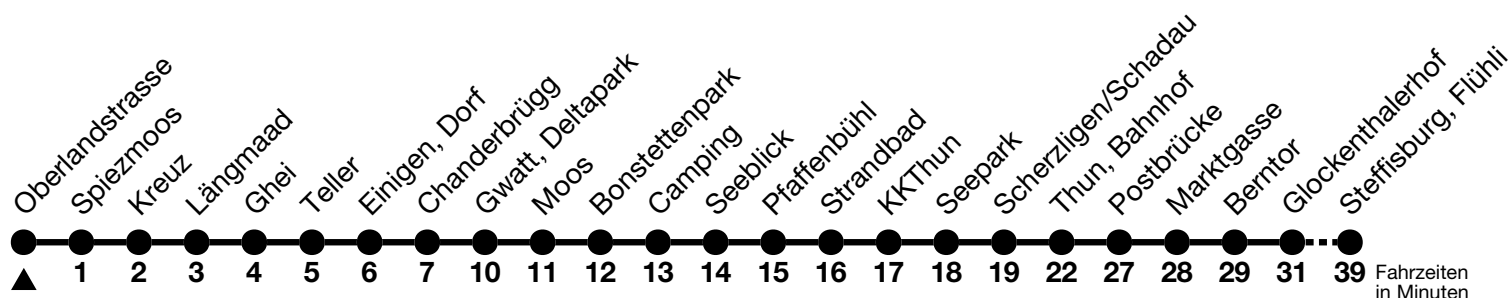 Oberlandstrasse
Spiezmoos
Kreuz
Längmaad
Ghei
Teller
Einigen, Dorf
Chanderbrügg
Gwatt, Deltapark
Moos
Bonstettenpark
Camping
Seeblick
Pfaffenbühl
Strandbad
KKThun
Seepark
Scherzligen/Schadau
Thun, Bahnhof
Postbrücke
Marktgasse
Berntor
Glockenthalerhof
Steffisburg, Flühli
1 2 3 4 5 6 7 10 11 12 13 14 15 16 17 18 19 22 27 28 29 31 39 Fahrzeiten
in Minuten